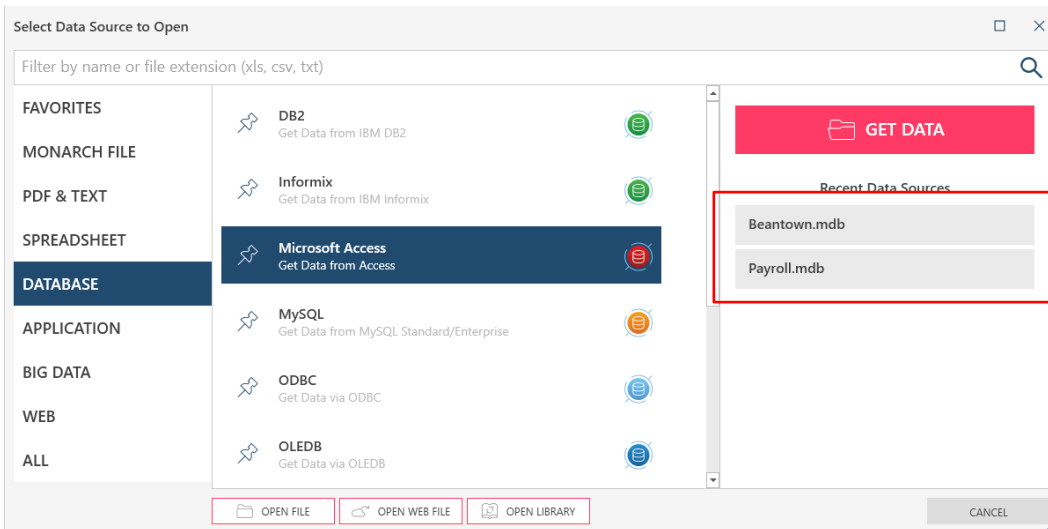 Select Data Source to Open
Filter by name or file extension (xls, csv, txt)
FAVORITES
MONARCH FILE
PDF & TEXT
SPREADSHEET
DATABASE
APPLICATION
BIG DATA
WEB
ALL
DB2
Get Data from IBM DB2
Informix
Get Data from IBM Informix
Microsoft Access
Get Data from Access
MySQL
Get Data from MySQL Standard/Enterprise
ODBC
Get Data via ODBC
OLEDB
Get Data via OLEDB
GET DATA
Recent Data Sources
Beantown.mdb
Payroll.mdb
OPEN FILE
OPEN WEB FILE
OPEN LIBRARY
CANCEL